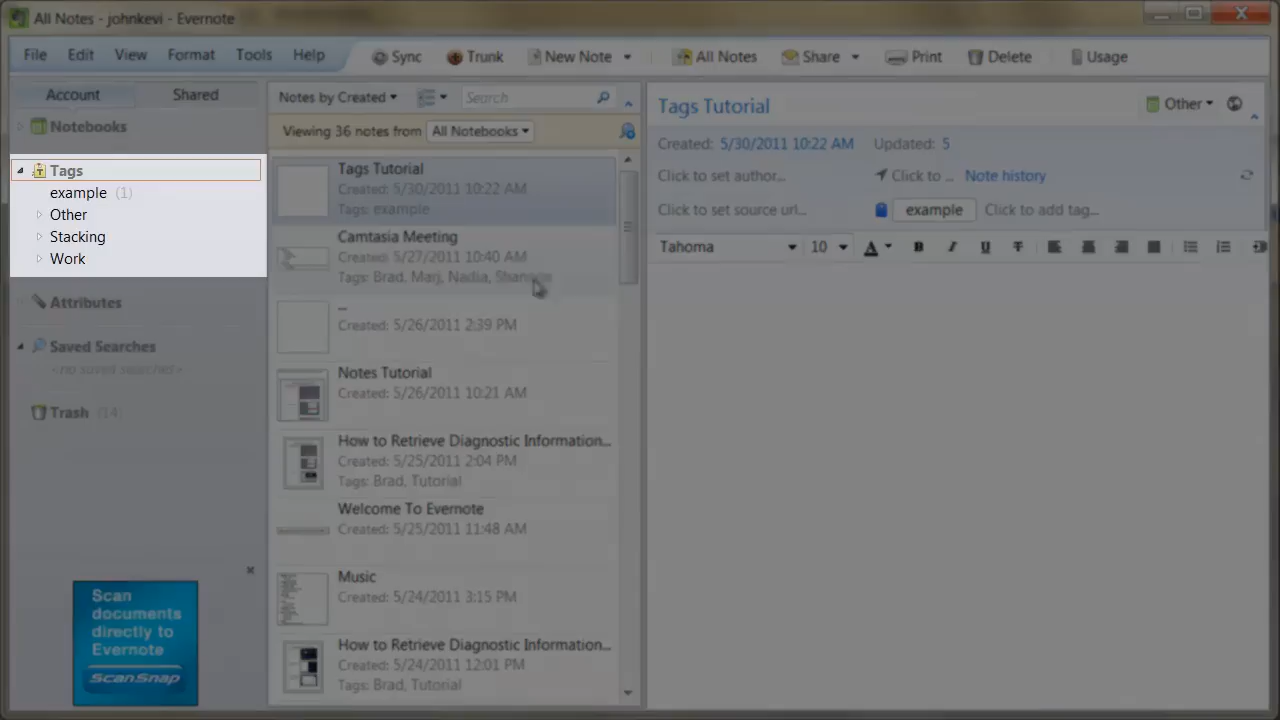 All Notes - johnkevi - Evernote
File Edit View Format Tools Help
Sync Trunk New Note All Notes Share Print Delete Usage
Account Shared
Notebooks
Tags
example (1)
Other
Stacking
Work
Attributes
Saved Searches
<no saved searches>
Trash (14)
Scan
documents
directly to
Evernote
ScanSnap
Notes by Created Search
Viewing 36 notes from All Notebooks
Tags Tutorial
Created: 5/30/2011 10:22 AM
Tags: example
Camtasia Meeting
Created: 5/27/2011 10:40 AM
Tags: Brad, Marj, Nadia,
--
Created: 5/26/2011 2:39 PM
Notes Tutorial
Created: 5/26/2011 10:21 AM
How to Retrieve Diagnostic Information...
Created: 5/25/2011 2:04 PM
Tags: Brad, Tutorial
Welcome To Evernote
Created: 5/25/2011 11:48 AM
Music
Created: 5/24/2011 3:15 PM
How to Retrieve Diagnostic Information...
Created: 5/24/2011 12:01 PM
Tags: Brad, Tutorial
Tags Tutorial Other
Created: 5/30/2011 10:22 AM Updated: 5
Click to set author... Click to ... Note history
Click to set source url... example Click to add tag...
Tahoma 10 A B I U T